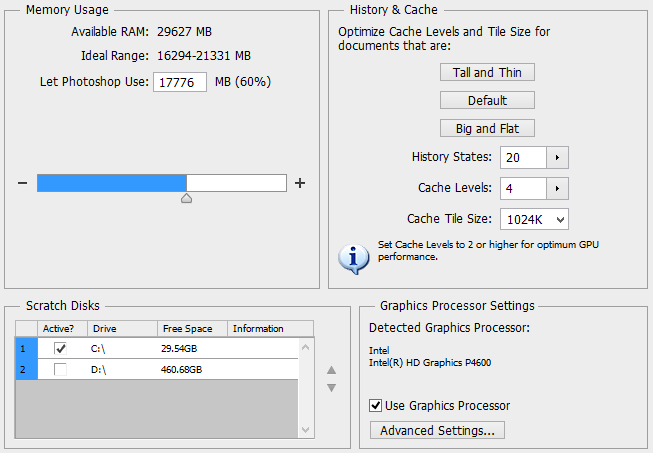 Memory Usage
Available RAM: 29627 MB
Ideal Range: 16294-21331 MB
Let Photoshop Use: 17776 MB (60%)
− +
History & Cache
Optimize Cache Levels and Tile Size for
documents that are:
Tall and Thin
Default
Big and Flat
History States: 20
Cache Levels: 4
Cache Tile Size: 1024K
Set Cache Levels to 2 or higher for optimum GPU
performance.
Scratch Disks
Active? Drive Free Space Information
1 C:\ 29.54GB
2 D:\ 460.68GB
Graphics Processor Settings
Detected Graphics Processor:
Intel
Intel(R) HD Graphics P4600
Use Graphics Processor
Advanced Settings...